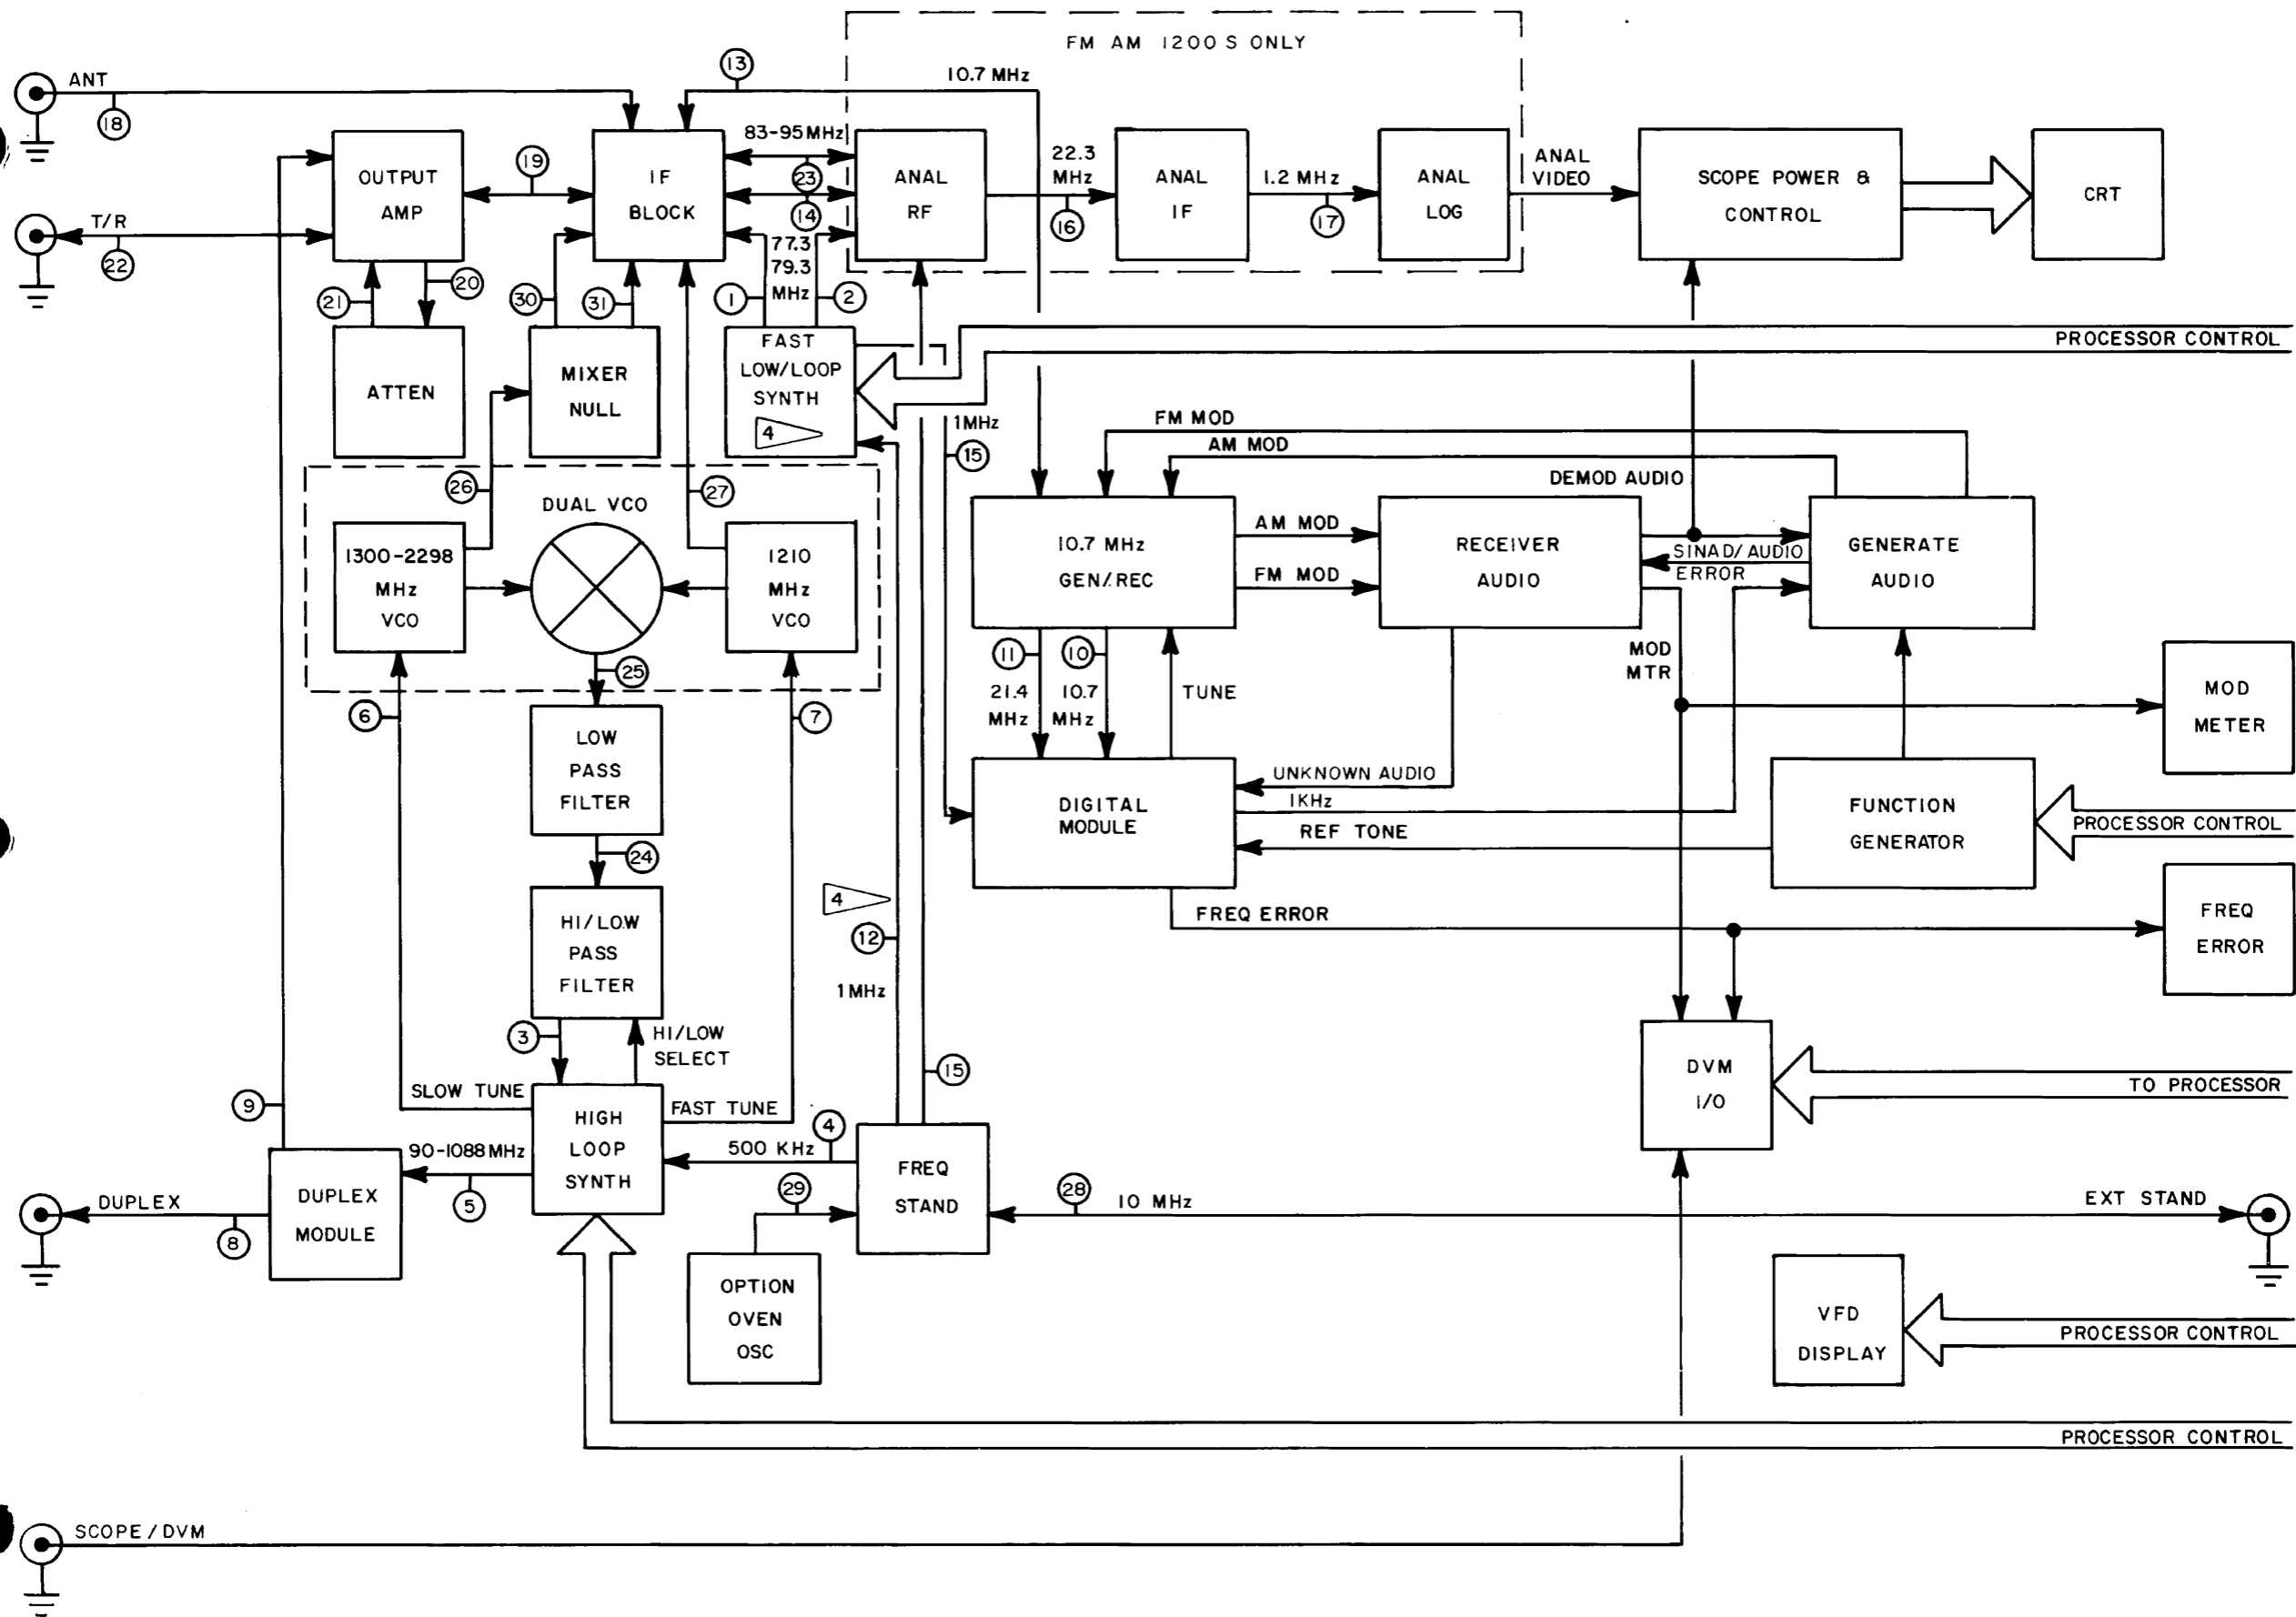 FM AM 1200 S ONLY
ANT
18
13
10.7 MHz
OUTPUT
AMP
19
IF
BLOCK
83-95 MHz
23
14
ANAL
RF
22.3
MHz
16
ANAL
IF
1.2 MHz
17
ANAL
LOG
ANAL
VIDEO
SCOPE POWER &
CONTROL
CRT
T/R
22
21
20
30
31
77.3
79.3
MHz
1
2
ATTEN
MIXER
NULL
FAST
LOW/LOOP
SYNTH
4
PROCESSOR CONTROL
1MHz
15
FM MOD
AM MOD
DEMOD AUDIO
26
27
DUAL VCO
1300-2298
MHz
VCO
1210
MHz
VCO
10.7 MHz
GEN/REC
AM MOD
FM MOD
RECEIVER
AUDIO
SINAD/AUDIO
ERROR
GENERATE
AUDIO
25
6
7
11
10
21.4
MHz
10.7
MHz
TUNE
MOD
MTR
MOD
METER
LOW
PASS
FILTER
24
DIGITAL
MODULE
UNKNOWN AUDIO
1KHz
REF TONE
FUNCTION
GENERATOR
PROCESSOR CONTROL
4
12
1MHz
HI/LOW
PASS
FILTER
FREQ ERROR
FREQ
ERROR
3
HI/LOW
SELECT
15
9
SLOW TUNE
HIGH
LOOP
SYNTH
FAST TUNE
4
500 KHz
DVM
I/O
TO PROCESSOR
90-1088MHz
5
DUPLEX
8
DUPLEX
MODULE
29
FREQ
STAND
28
10 MHz
EXT STAND
OPTION
OVEN
OSC
VFD
DISPLAY
PROCESSOR CONTROL
PROCESSOR CONTROL
SCOPE / DVM